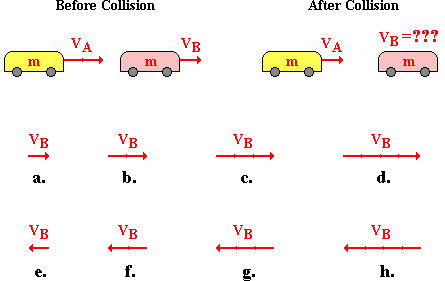 Before Collision After Collision
VA VB VA VB=???
m m m m
VB VB VB VB
a. b. c. d.
VB VB VB VB
e. f. g. h.